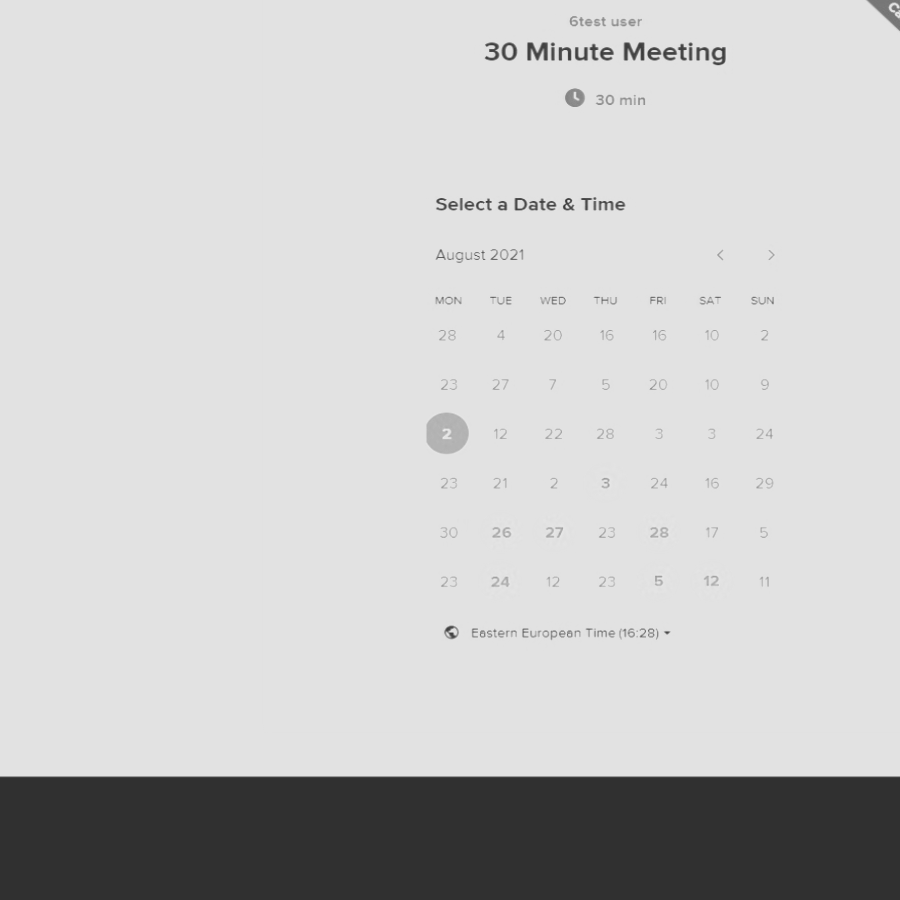 6test user
30 Minute Meeting
30 min
Select a Date & Time
August 2021
MON TUE WED THU FRI SAT SUN
28 4 20 16 16 10 2
23 27 7 5 20 10 9
2 12 22 28 3 3 24
23 21 2 3 24 16 29
30 26 27 23 28 17 5
23 24 12 23 5 12 11
Eastern European Time (16:28)